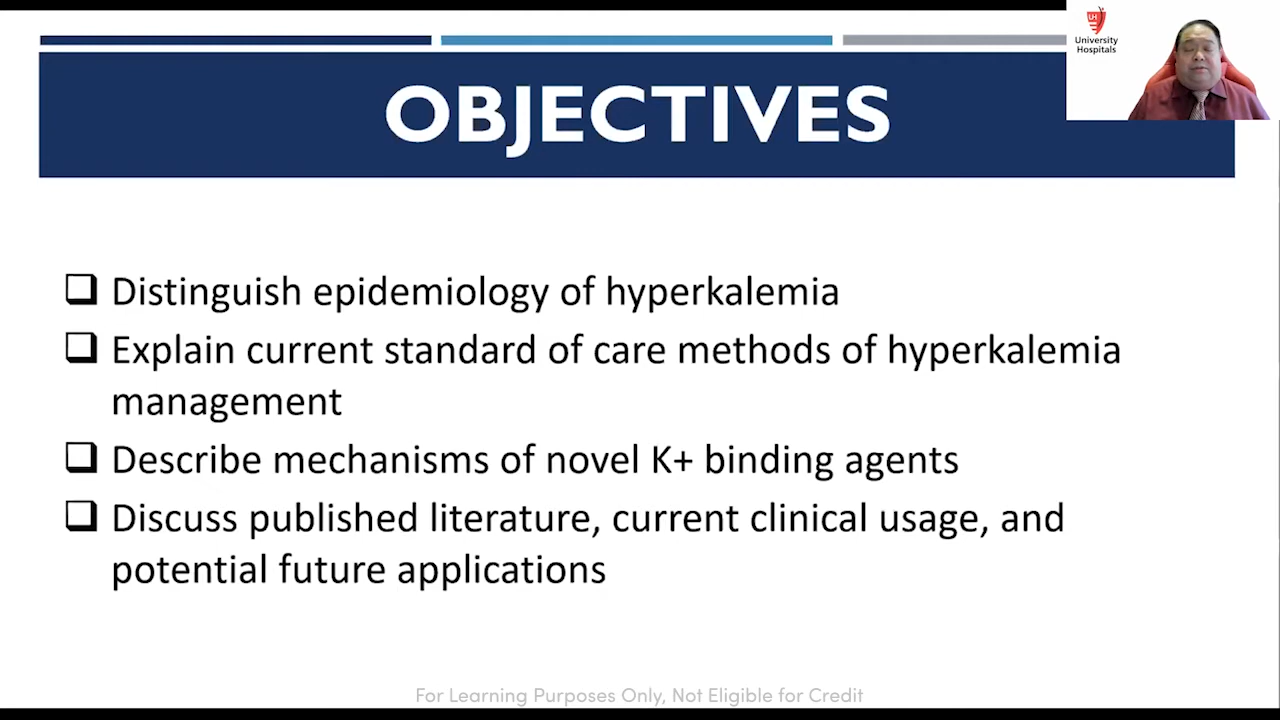 UH
University
Hospitals
OBJECTIVES
Distinguish epidemiology of hyperkalemia
Explain current standard of care methods of hyperkalemia
management
Describe mechanisms of novel K+ binding agents
Discuss published literature, current clinical usage, and
potential future applications
For Learning Purposes Only, Not Eligible for Credit